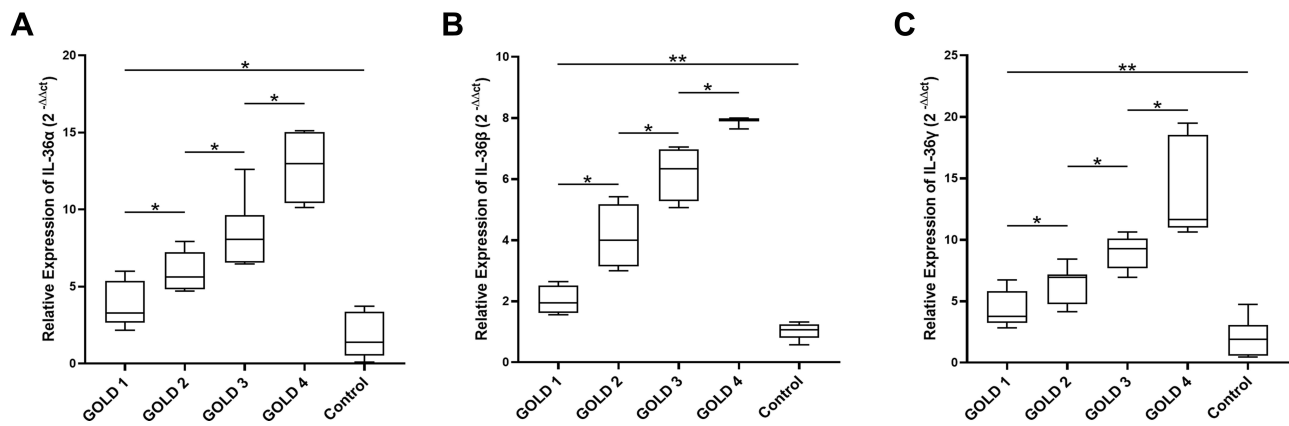 A
Relative Expression of IL-36α (2 -ΔΔct)
20
15
10
5
0
*
*
*
*
GOLD 1
GOLD 2
GOLD 3
GOLD 4
Control
B
Relative Expression of IL-36β (2 -ΔΔct)
10
8
6
4
2
0
**
*
*
*
GOLD 1
GOLD 2
GOLD 3
GOLD 4
Control
C
Relative Expression of IL-36γ (2 -ΔΔct)
25
20
15
10
5
0
**
*
*
*
GOLD 1
GOLD 2
GOLD 3
GOLD 4
Control